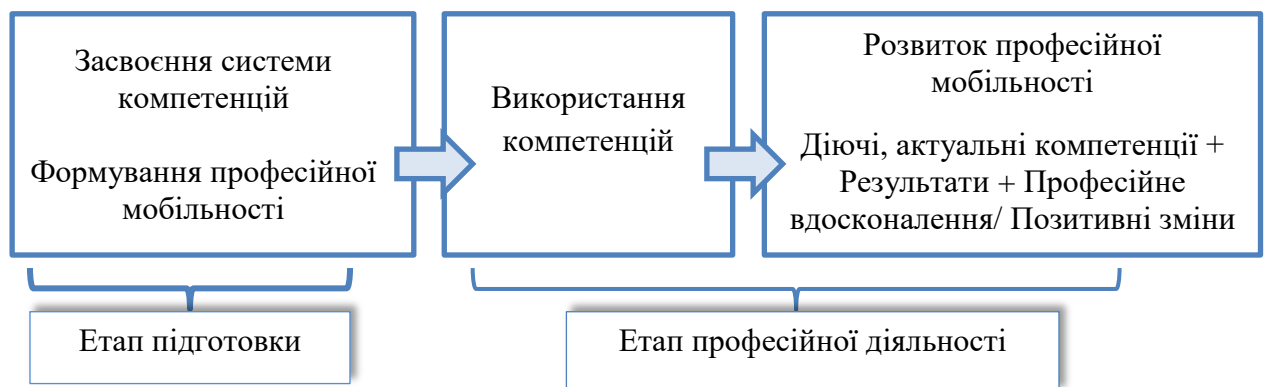 Засвоєння системи
компетенцій
Формування професійної
мобільності
Використання
компетенцій
Розвиток професійної
мобільності
Діючі, актуальні компетенції +
Результати + Професійне
вдосконалення/ Позитивні зміни
Етап підготовки
Етап професійної діяльності